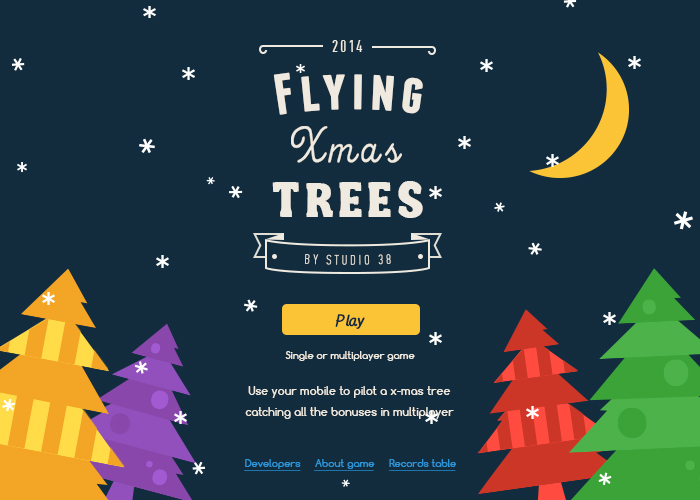 2014
FLYING
Xmas
TREES
BY STUDIO 38
Play
Single or multiplayer game
Use your mobile to pilot a x-mas tree
catching all the bonuses in multiplayer
Developers About game Records table